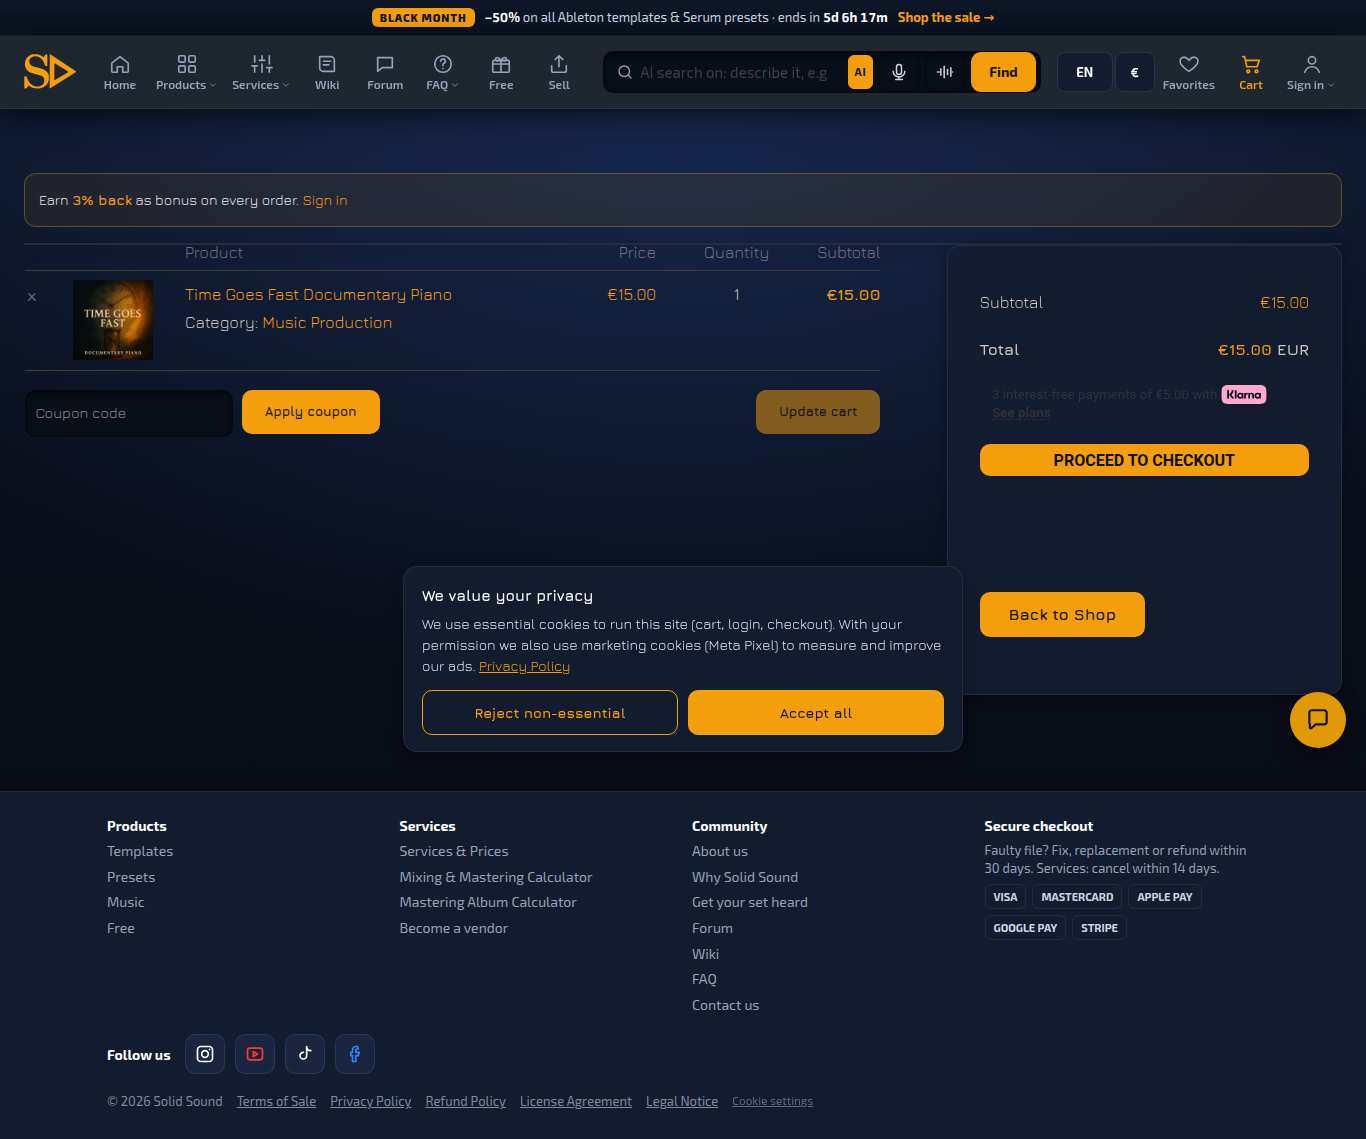 BLACK MONTH −50% on all Ableton templates & Serum presets · ends in 5d 6h 17m Shop the sale →
SD
Home
Products
Services
Wiki
Forum
FAQ
Free
Sell
AI search on: describe it, e.g
AI
Find
EN
€
Favorites
Cart
Sign in
Earn 3% back as bonus on every order. Sign in
Product Price Quantity Subtotal
× Time Goes Fast Documentary Piano €15.00 1 €15.00
TIME GOES
FAST
DOCUMENTARY PIANO
Category: Music Production
Coupon code
Apply coupon
Update cart
Subtotal €15.00
Total €15.00 EUR
3 interest-free payments of €5.00 with Klarna
See plans
PROCEED TO CHECKOUT
Back to Shop
We value your privacy
We use essential cookies to run this site (cart, login, checkout). With your
permission we also use marketing cookies (Meta Pixel) to measure and improve
our ads. Privacy Policy
Reject non-essential
Accept all
Products
Templates
Presets
Music
Free
Services
Services & Prices
Mixing & Mastering Calculator
Mastering Album Calculator
Become a vendor
Community
About us
Why Solid Sound
Get your set heard
Forum
Wiki
FAQ
Contact us
Secure checkout
Faulty file? Fix, replacement or refund within
30 days. Services: cancel within 14 days.
VISA MASTERCARD APPLE PAY
GOOGLE PAY STRIPE
Follow us
© 2026 Solid Sound Terms of Sale Privacy Policy Refund Policy License Agreement Legal Notice Cookie settings